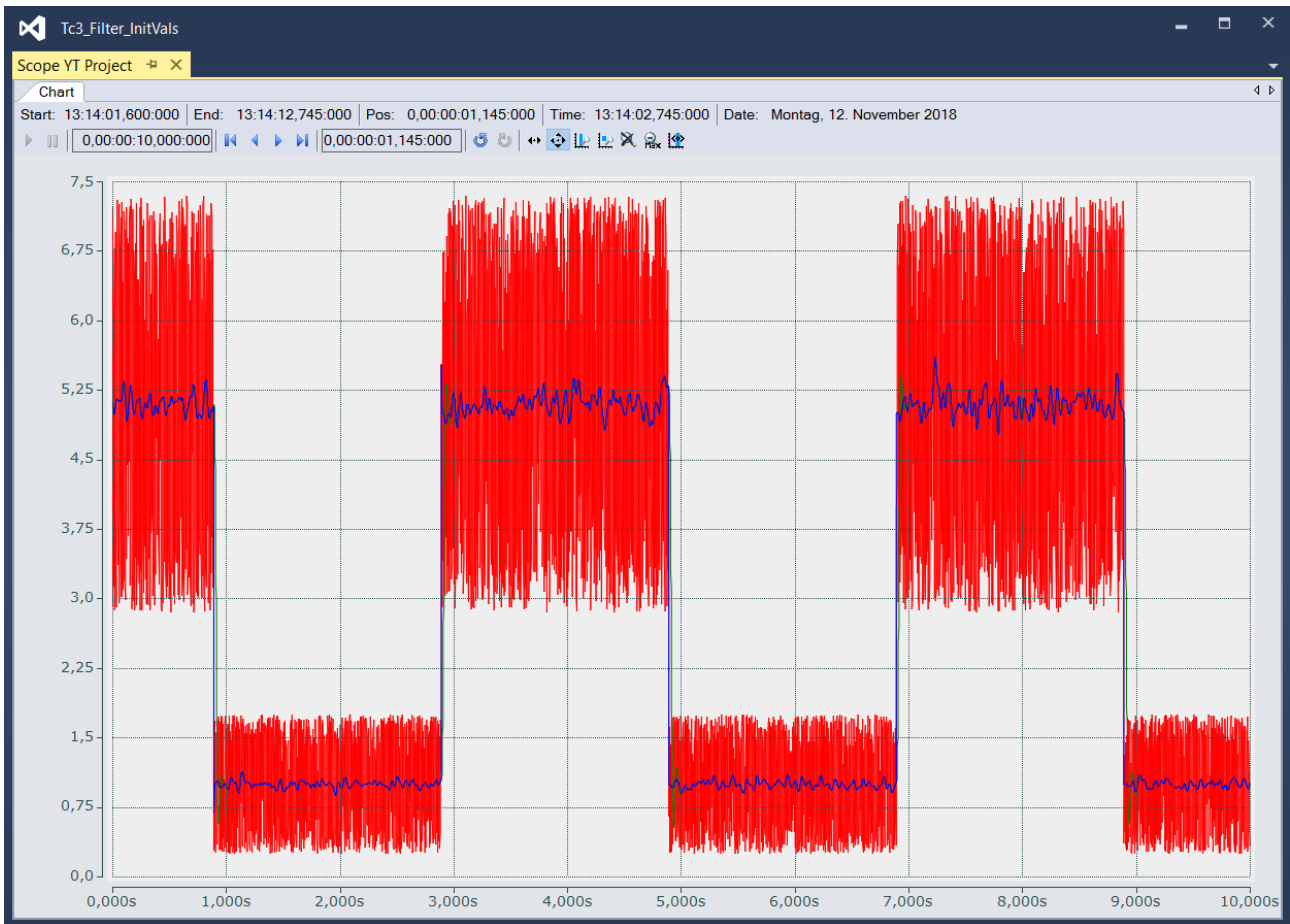 Tc3_Filter_InitVals
Scope YT Project
Chart
Start: 13:14:01,600:000 End: 13:14:12,745:000 Pos: 0,00:00:01,145:000 Time: 13:14:02,745:000 Date: Montag, 12. November 2018
0,00:00:10,000:000 0,00:00:01,145:000 Max
7,5
6,75
6,0
5,25
4,5
3,75
3,0
2,25
1,5
0,75
0,0
0,000s 1,000s 2,000s 3,000s 4,000s 5,000s 6,000s 7,000s 8,000s 9,000s 10,000s